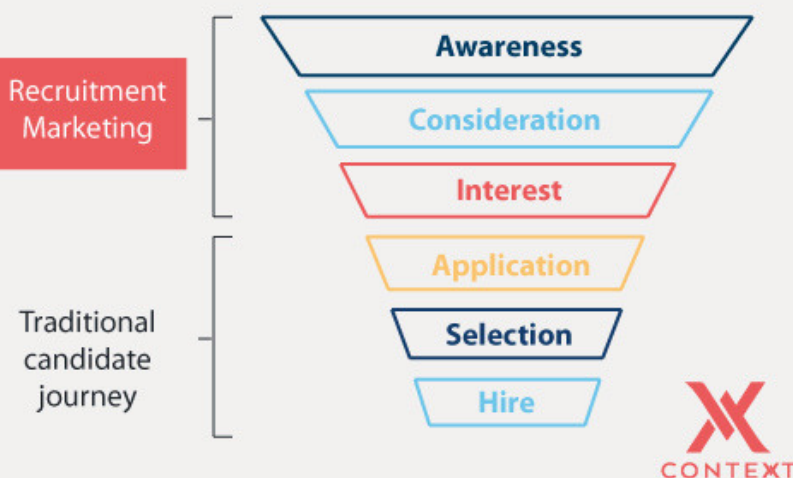 Recruitment
Marketing
Awareness
Consideration
Interest
Traditional
candidate
journey
Application
Selection
Hire
CONTEXT